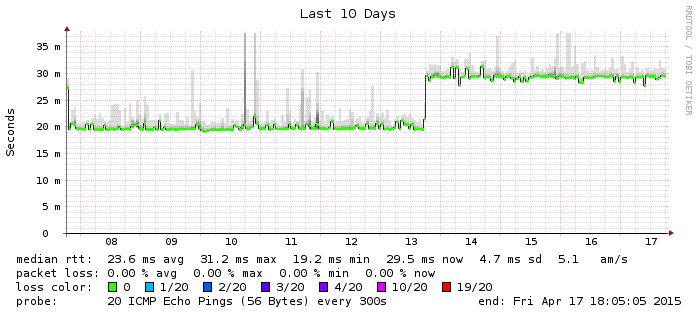 Last 10 Days
RRDTOOL / TOBI OETIKER
Seconds
35 m
30 m
25 m
20 m
15 m
10 m
5 m
0
08 09 10 11 12 13 14 15 16 17
median rtt: 23.6 ms avg 31.2 ms max 19.2 ms min 29.5 ms now 4.7 ms sd 5.1 am/s
packet loss: 0.00 % avg 0.00 % max 0.00 % min 0.00 % now
loss color: 0 1/20 2/20 3/20 4/20 10/20 19/20
probe: 20 ICMP Echo Pings (56 Bytes) every 300s end: Fri Apr 17 18:05:05 2015